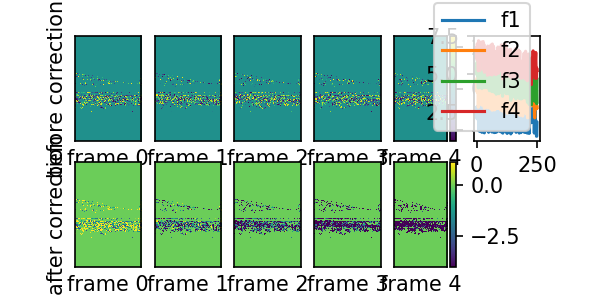 before correction
frame 0
frame 1
frame 2
frame 3
frame 4
f1
f2
f3
f4
0
250
after correction
frame 0
frame 1
frame 2
frame 3
frame 4
0.0
−2.5